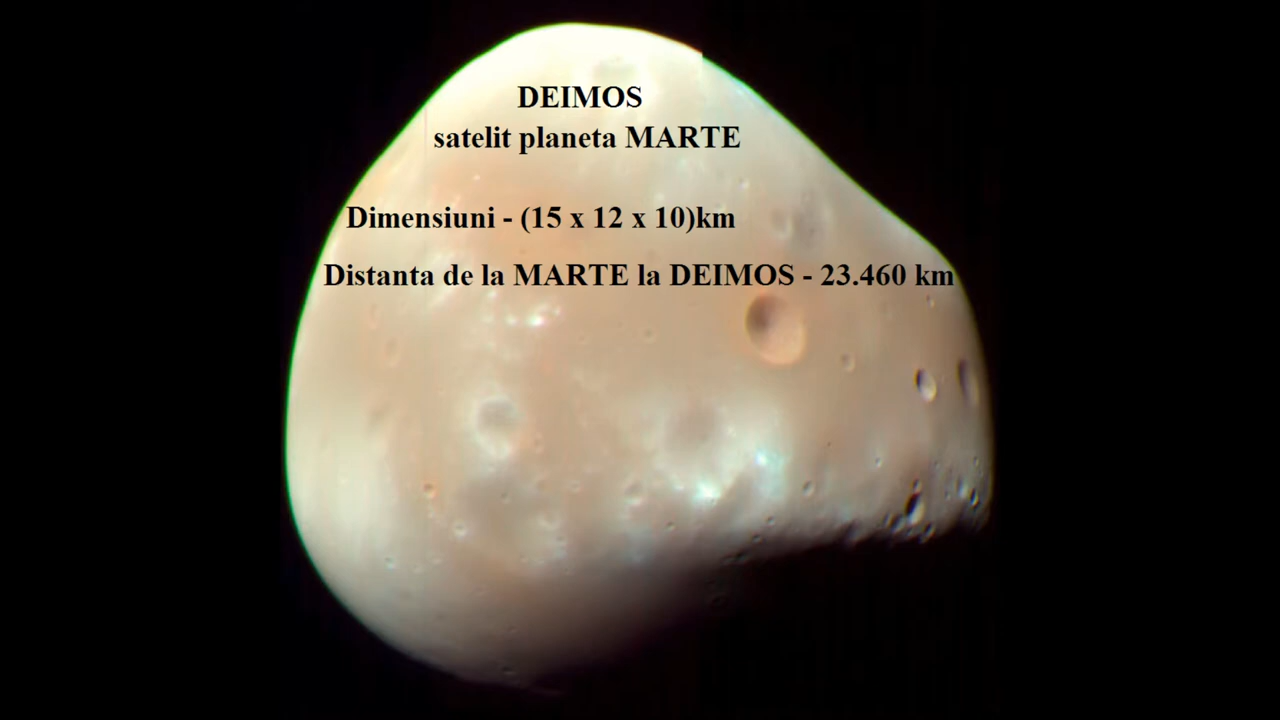 DEIMOS
satelit planeta MARTE
Dimensiuni - (15 x 12 x 10)km
Distanta de la MARTE la DEIMOS - 23.460 km